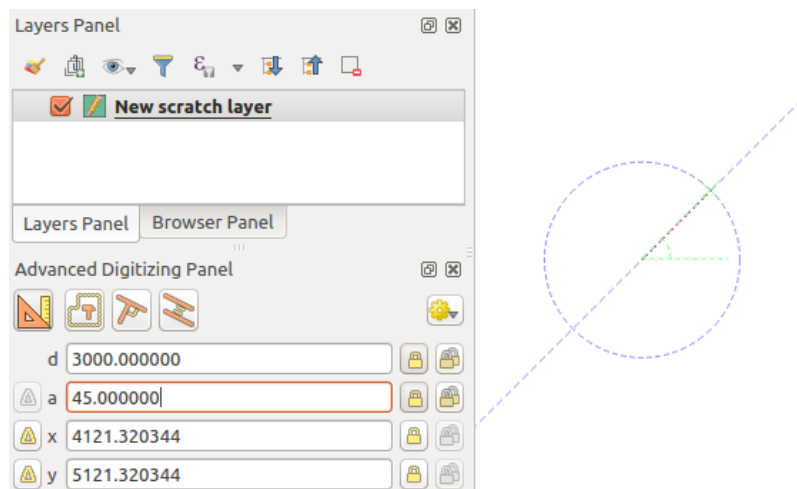 Layers Panel
New scratch layer
Layers Panel Browser Panel
Advanced Digitizing Panel
d 3000.000000
a 45.000000
x 4121.320344
y 5121.320344